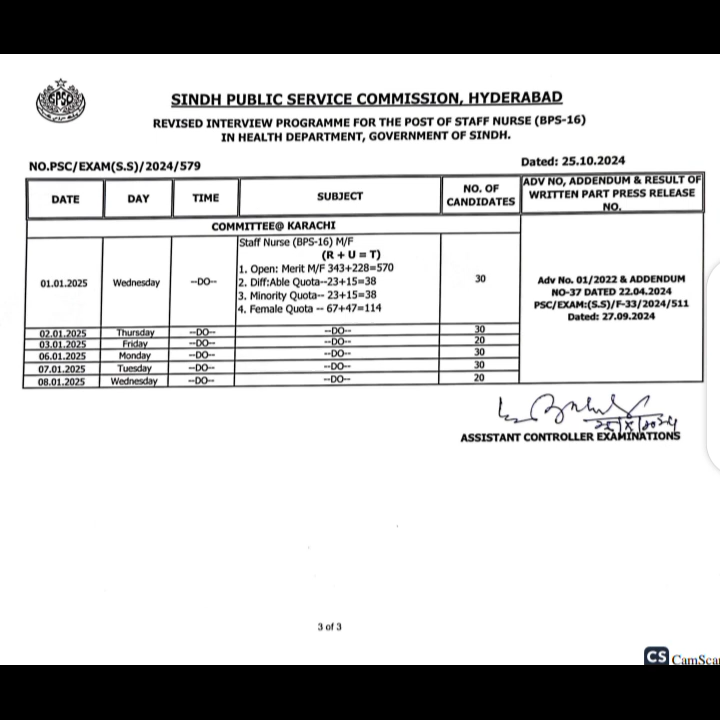 SPSC
SINDH PUBLIC SERVICE COMMISSION, HYDERABAD
REVISED INTERVIEW PROGRAMME FOR THE POST OF STAFF NURSE (BPS-16)
IN HEALTH DEPARTMENT, GOVERNMENT OF SINDH.
NO.PSC/EXAM(S.S)/2024/579 Dated: 25.10.2024
DATE DAY TIME SUBJECT NO. OF CANDIDATES ADV NO, ADDENDUM & RESULT OF WRITTEN PART PRESS RELEASE NO.
COMMITTEE@ KARACHI
01.01.2025 Wednesday --DO--
Staff Nurse (BPS-16) M/F
(R + U = T)
1. Open: Merit M/F 343+228=570
2. Diff:Able Quota--23+15=38
3. Minority Quota-- 23+15=38
4. Female Quota -- 67+47=114
30
Adv No. 01/2022 & ADDENDUM
NO-37 DATED 22.04.2024
PSC/EXAM:(S.S)/F-33/2024/511
Dated: 27.09.2024
02.01.2025 Thursday --DO-- --DO-- 30
03.01.2025 Friday --DO-- --DO-- 20
06.01.2025 Monday --DO-- --DO-- 30
07.01.2025 Tuesday --DO-- --DO-- 30
08.01.2025 Wednesday --DO-- --DO-- 20
25/X/2024
ASSISTANT CONTROLLER EXAMINATIONS
3 of 3
CS CamSca